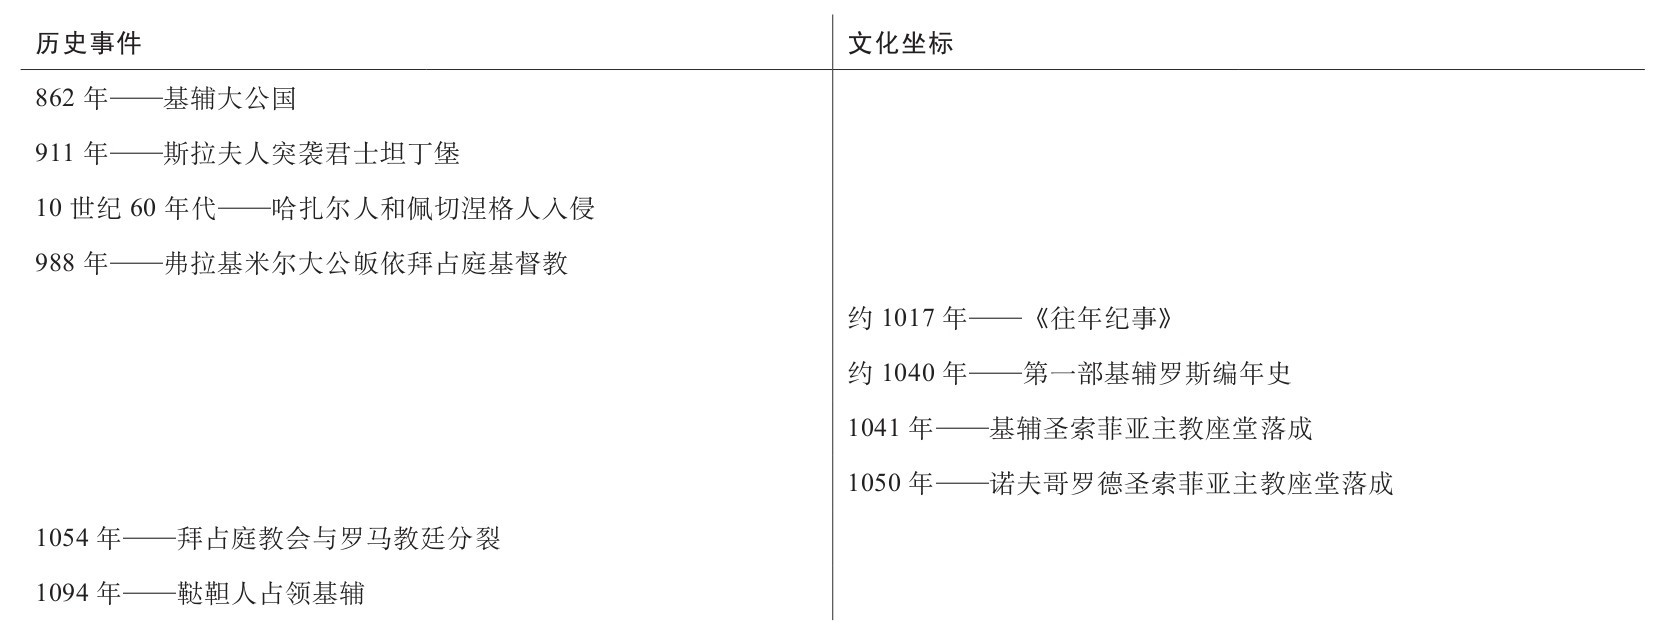 历史事件
文化坐标
862 年——基辅大公国
911 年——斯拉夫人突袭君士坦丁堡
10 世纪 60 年代——哈扎尔人和佩切涅格人入侵
988 年——弗拉基米尔大公皈依拜占庭基督教
约 1017 年——《往年纪事》
约 1040 年——第一部基辅罗斯编年史
1041 年——基辅圣索菲亚主教座堂落成
1050 年——诺夫哥罗德圣索菲亚主教座堂落成
1054 年——拜占庭教会与罗马教廷分裂
1094 年——鞑靼人占领基辅